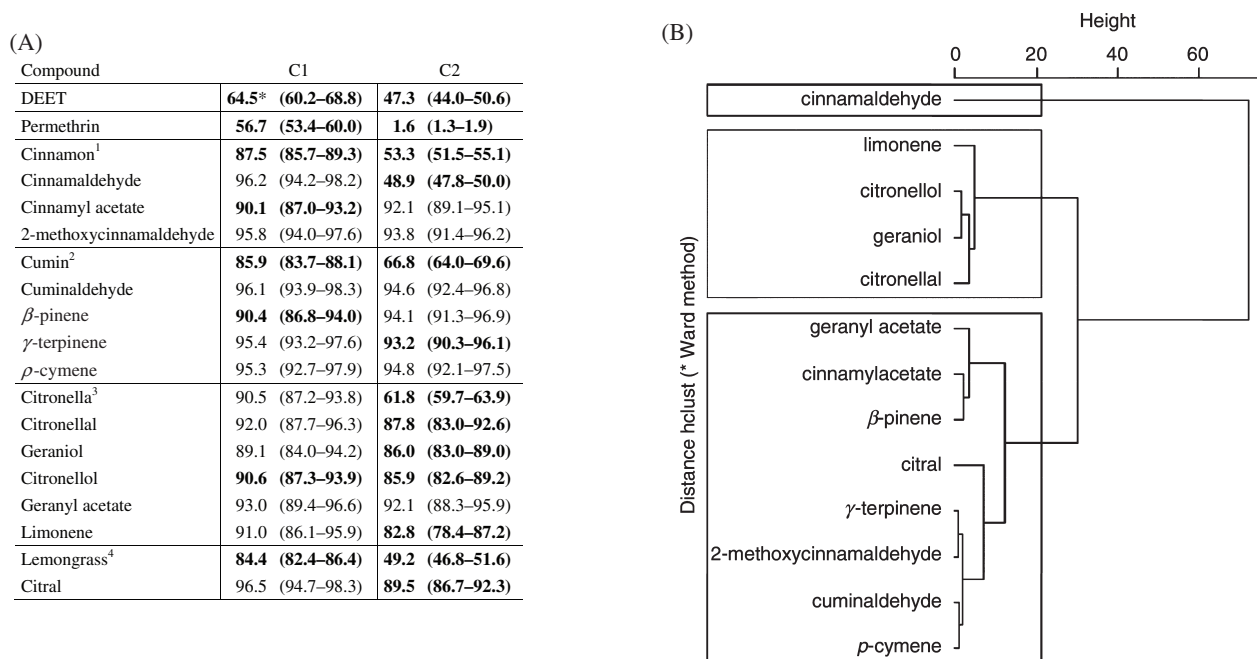 (A)
Compound C1 C2
DEET 64.5* (60.2–68.8) 47.3 (44.0–50.6)
Permethrin 56.7 (53.4–60.0) 1.6 (1.3–1.9)
Cinnamon¹ 87.5 (85.7–89.3) 53.3 (51.5–55.1)
Cinnamaldehyde 96.2 (94.2–98.2) 48.9 (47.8–50.0)
Cinnamyl acetate 90.1 (87.0–93.2) 92.1 (89.1–95.1)
2-methoxycinnamaldehyde 95.8 (94.0–97.6) 93.8 (91.4–96.2)
Cumin² 85.9 (83.7–88.1) 66.8 (64.0–69.6)
Cuminaldehyde 96.1 (93.9–98.3) 94.6 (92.4–96.8)
β-pinene 90.4 (86.8–94.0) 94.1 (91.3–96.9)
γ-terpinene 95.4 (93.2–97.6) 93.2 (90.3–96.1)
ρ-cymene 95.3 (92.7–97.9) 94.8 (92.1–97.5)
Citronella³ 90.5 (87.2–93.8) 61.8 (59.7–63.9)
Citronellal 92.0 (87.7–96.3) 87.8 (83.0–92.6)
Geraniol 89.1 (84.0–94.2) 86.0 (83.0–89.0)
Citronellol 90.6 (87.3–93.9) 85.9 (82.6–89.2)
Geranyl acetate 93.0 (89.4–96.6) 92.1 (88.3–95.9)
Limonene 91.0 (86.1–95.9) 82.8 (78.4–87.2)
Lemongrass⁴ 84.4 (82.4–86.4) 49.2 (46.8–51.6)
Citral 96.5 (94.7–98.3) 89.5 (86.7–92.3)
(B)
Height
0 20 40 60
Distance hclust (* Ward method)
cinnamaldehyde
limonene
citronellol
geraniol
citronellal
geranyl acetate
cinnamylacetate
β-pinene
citral
γ-terpinene
2-methoxycinnamaldehyde
cuminaldehyde
p-cymene